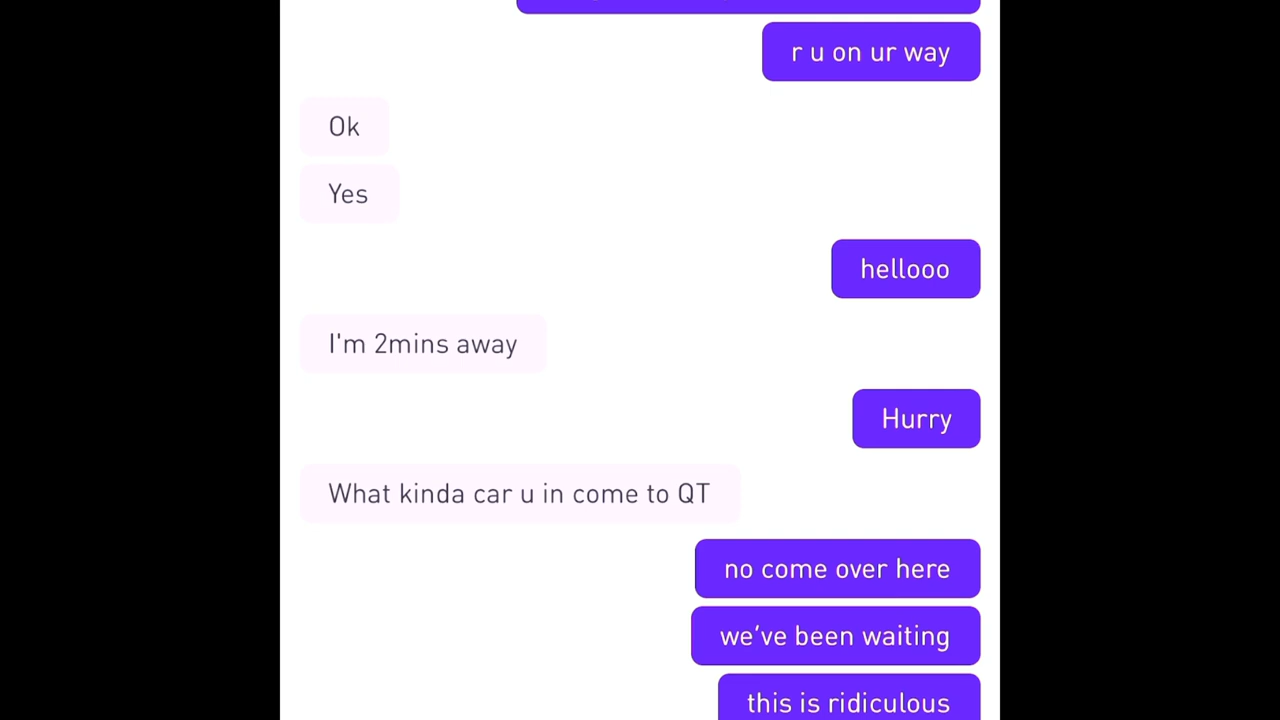 r u on ur way
Ok
Yes
hellooo
I'm 2mins away
Hurry
What kinda car u in come to QT
no come over here
we’ve been waiting
this is ridiculous